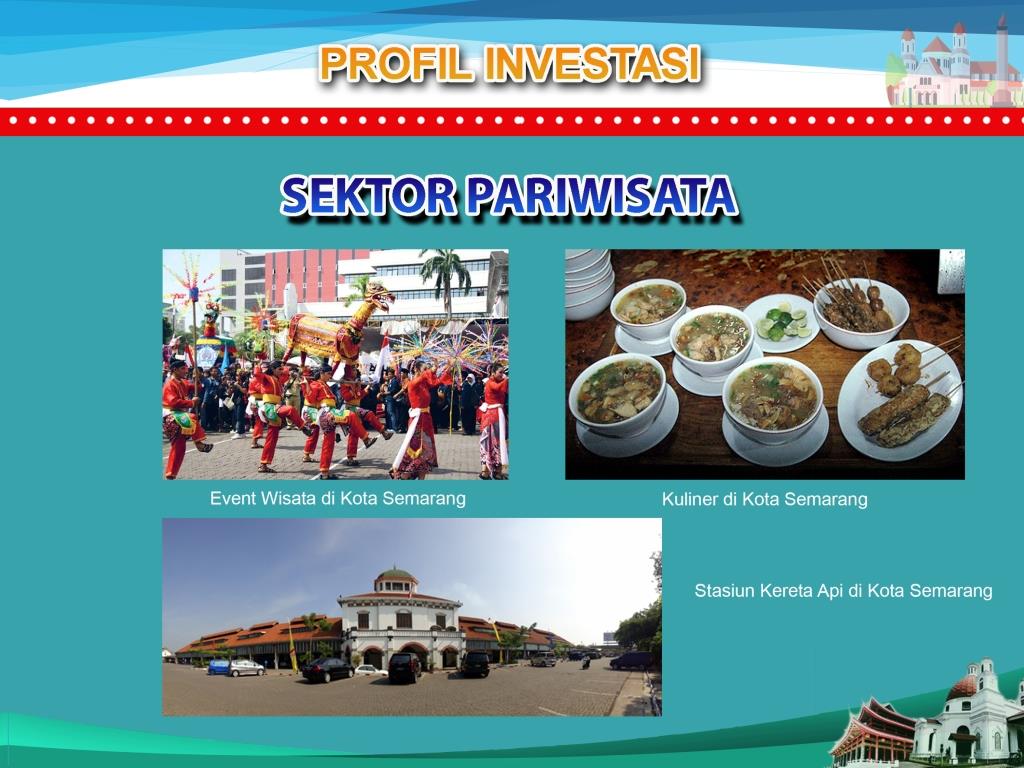 PROFIL INVESTASI
SEKTOR PARIWISATA
Event Wisata di Kota Semarang
Kuliner di Kota Semarang
Stasiun Kereta Api di Kota Semarang